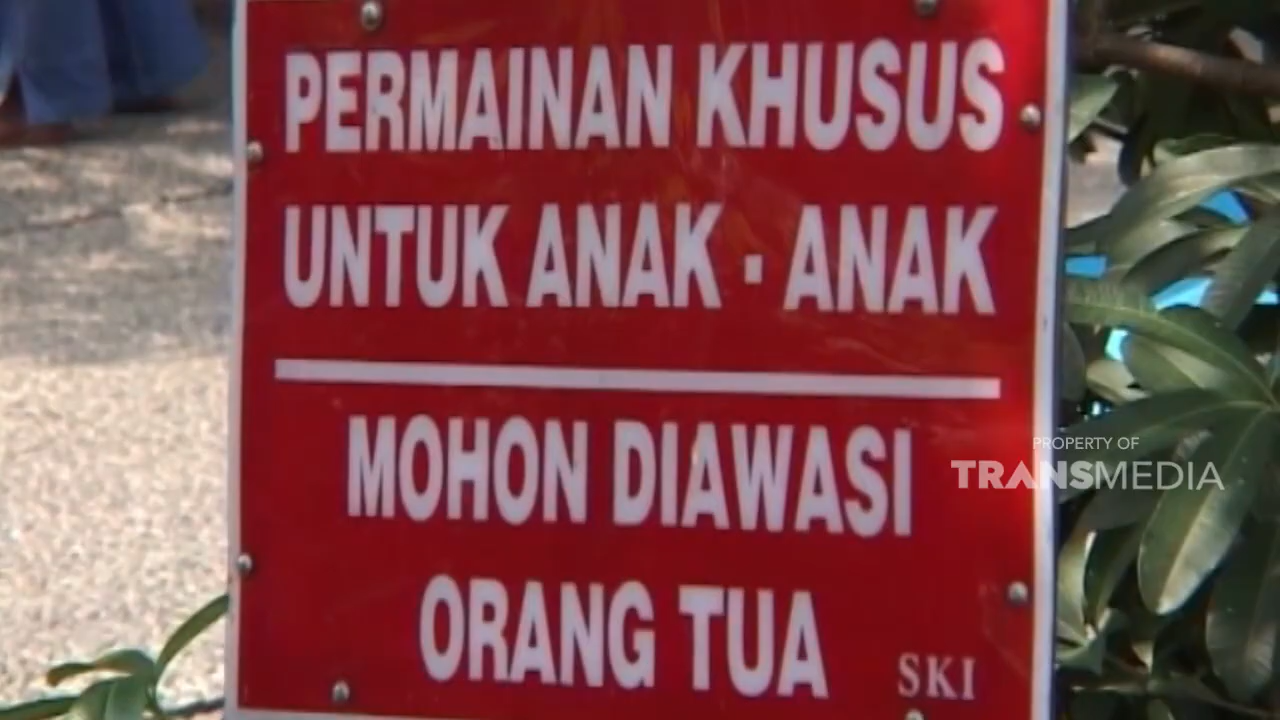 PERMAINAN KHUSUS
UNTUK ANAK - ANAK
MOHON DIAWASI
ORANG TUA
SKI
PROPERTY OF
TRANSMEDIA